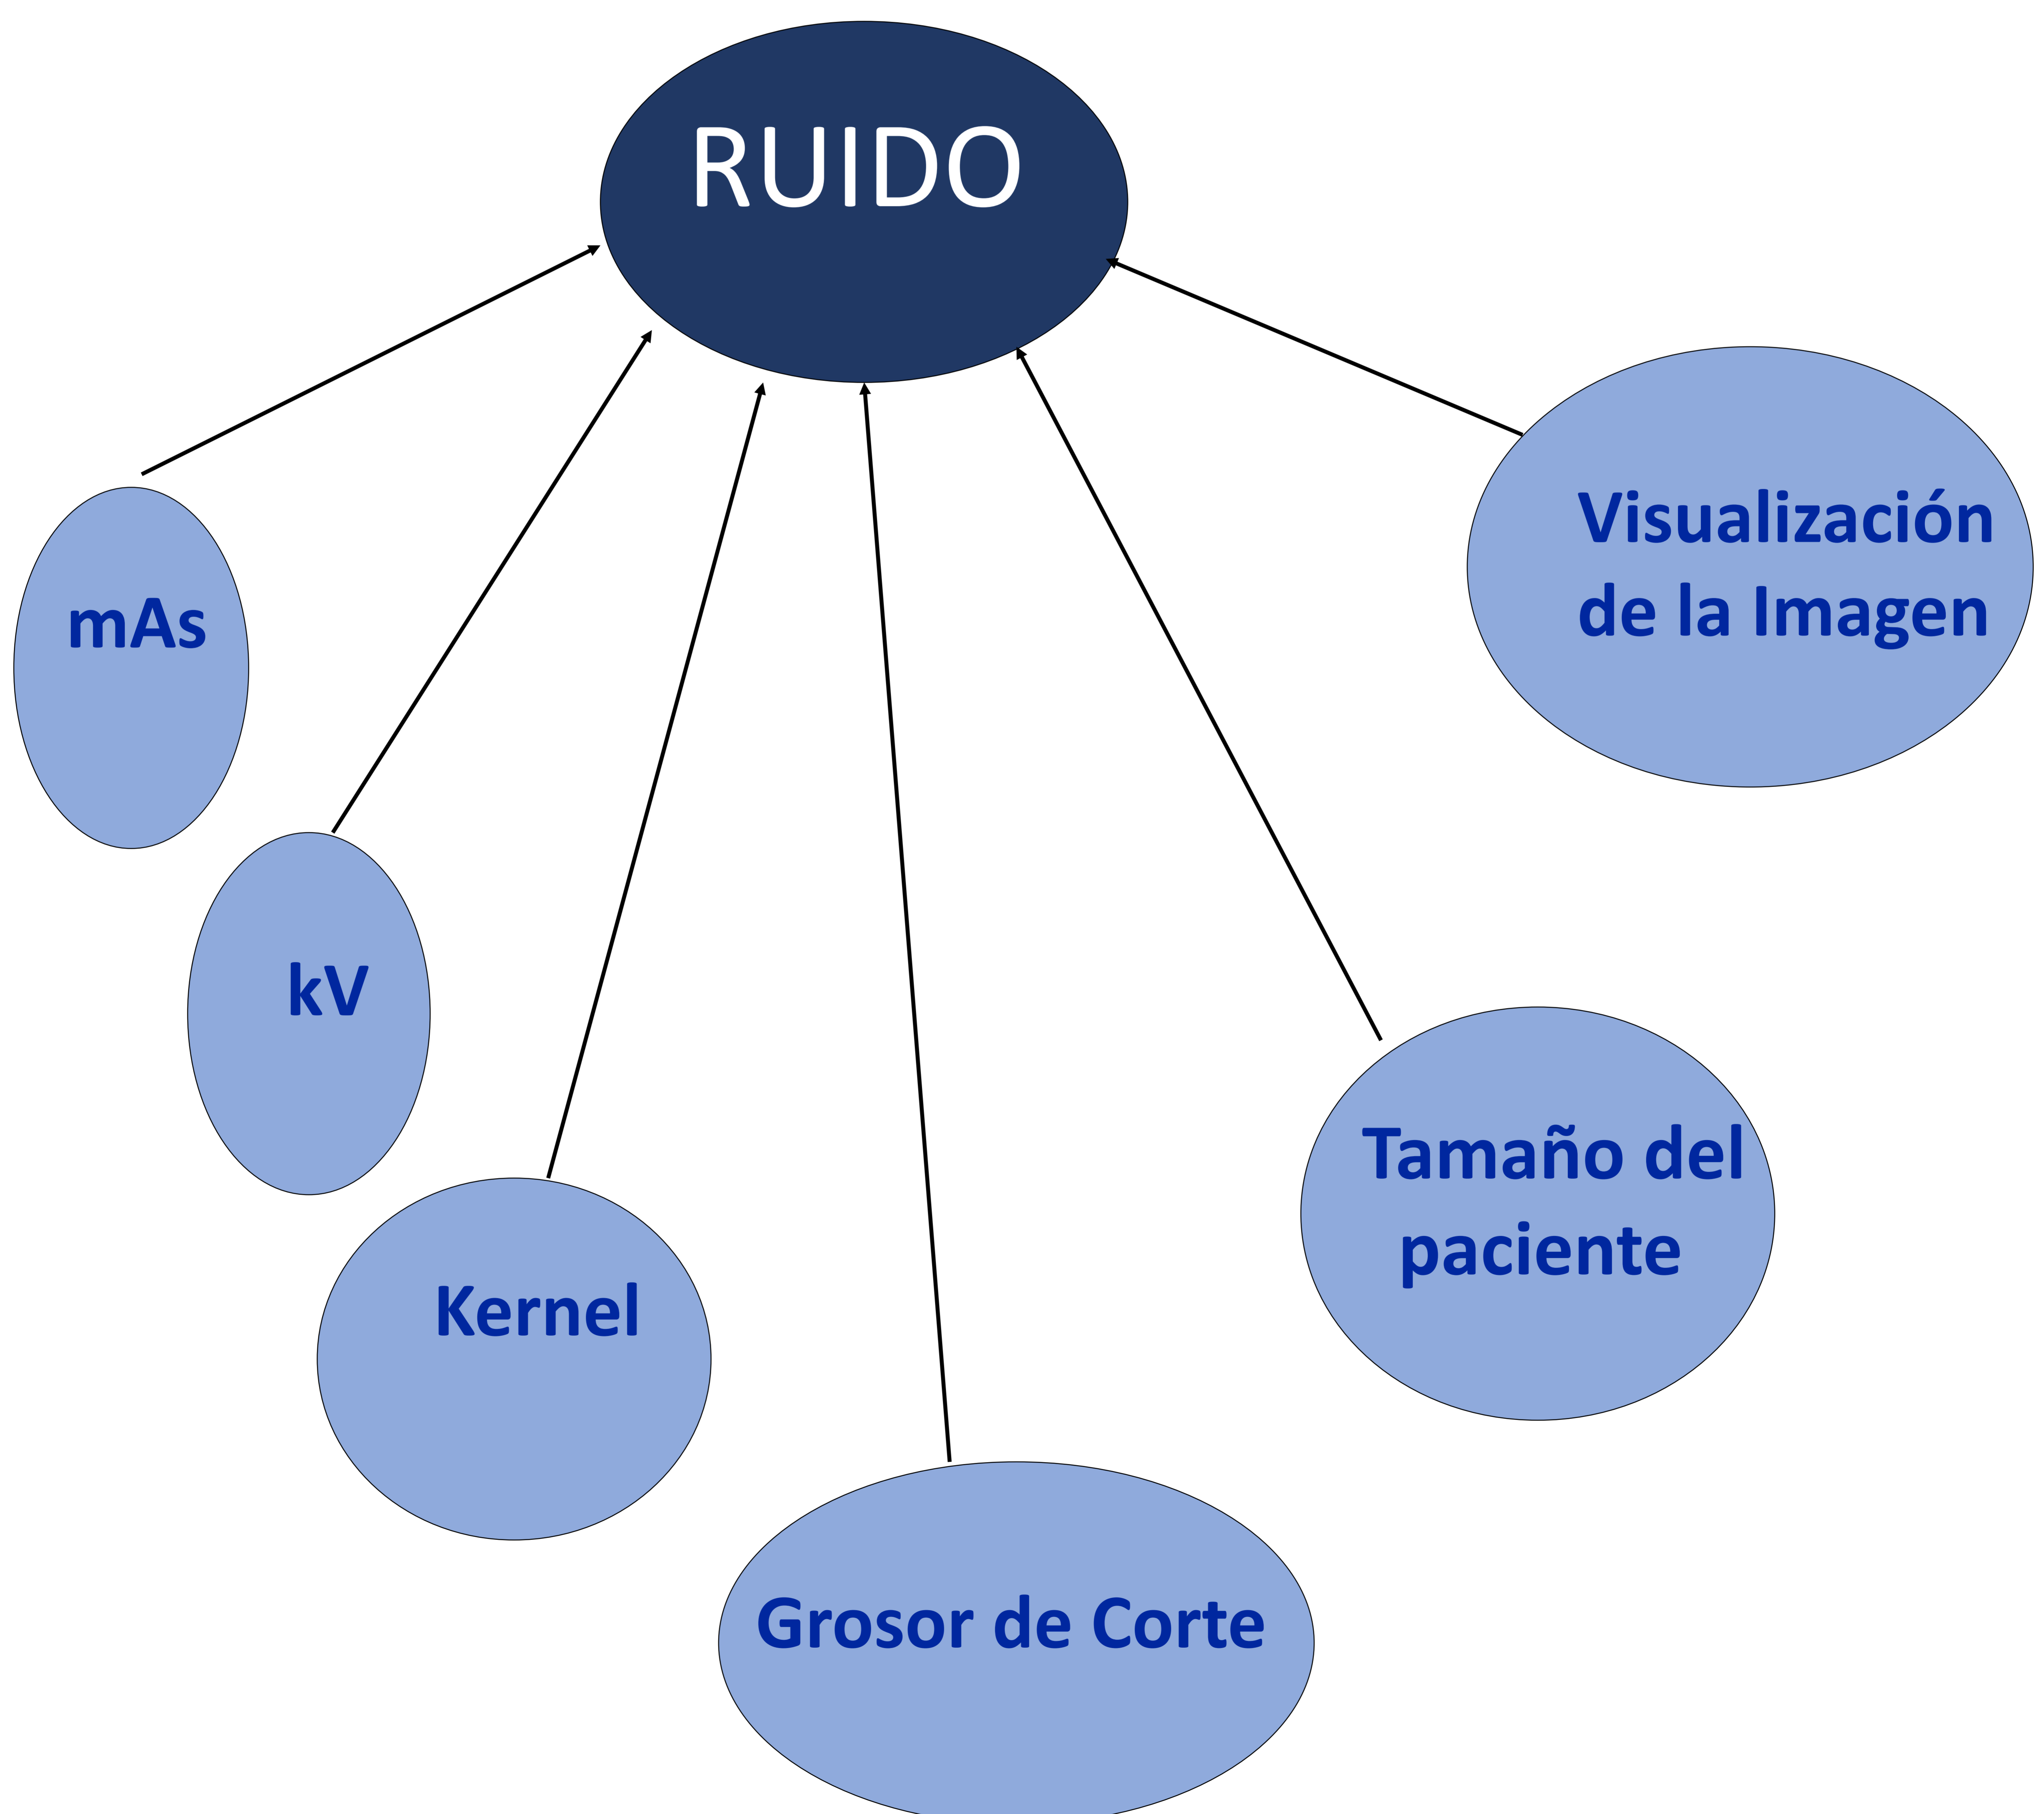 RUIDO
mAs
kV
Kernel
Grosor de Corte
Tamaño del
paciente
Visualización
de la Imagen